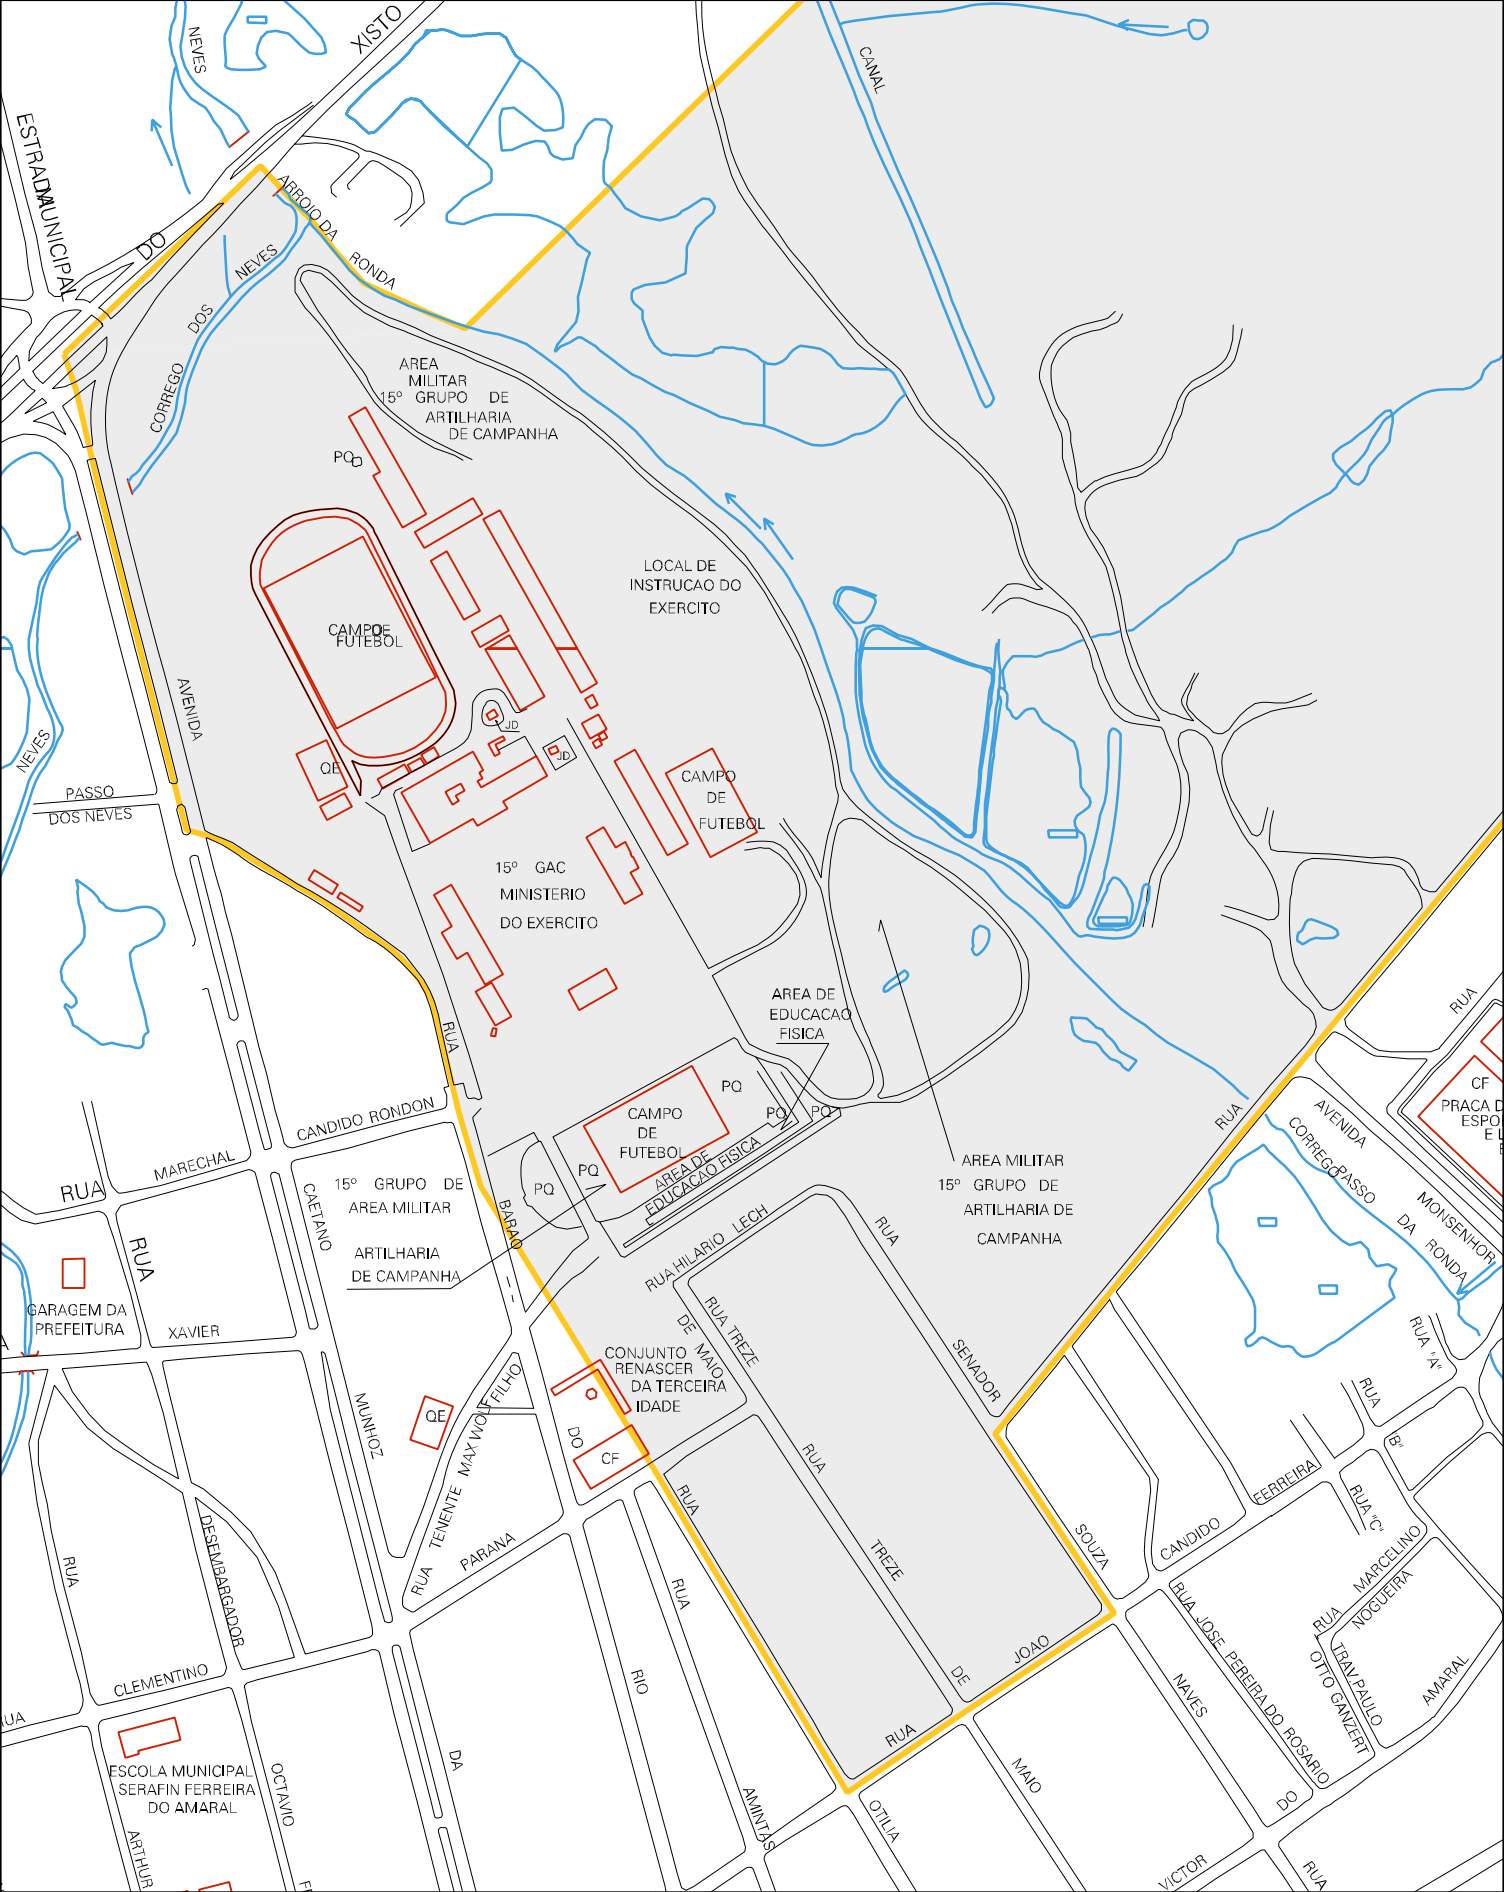 XISTO
NEVES
CANAL
ESTRADA
MUNICIPAL
DO
ARROIO DA
RONDA
NEVES
DOS
CORREGO
AREA
MILITAR
15º GRUPO DE
ARTILHARIA
DE CAMPANHA
PQ
LOCAL DE
INSTRUCAO DO
EXERCITO
CAMPO DE
FUTEBOL
AVENIDA
NEVES
JD
JD
QE
CAMPO
DE
FUTEBOL
PASSO
DOS NEVES
15º GAC
MINISTERIO
DO EXERCITO
AREA DE
EDUCACAO
FISICA
RUA
RUA
CF
PRACA D
ESPO
E L
E
PQ
PQ
PQ
CAMPO
DE
FUTEBOL
PQ
PQ
AREA DE
EDUCACAO FISICA
CANDIDO RONDON
MARECHAL
RUA
RUA
AVENIDA
MONSENHOR
CORREGO
PASSO
DA
RONDA
AREA MILITAR
15º GRUPO DE
ARTILHARIA DE
CAMPANHA
15º GRUPO DE
AREA MILITAR
ARTILHARIA
DE CAMPANHA
CAETANO
BARAO
RUA
RUA HILARIO LECH
RUA
SENADOR
RUA TREZE
DE MAIO
GARAGEM DA
PREFEITURA
A
XAVIER
CONJUNTO
RENASCER
DA TERCEIRA
IDADE
RUA "A"
RUA
B"
MUNHOZ
QE
DO
CF
RUA TENENTE MAX WOLFF FILHO
RUA
RUA
FERREIRA
CANDIDO
RUA "C"
SOUZA
DESEMBARGADOR
PARANA
RUA
RUA
TREZE
RUA
MARCELINO
NOGUEIRA
RUA JOSE PEREIRA DO ROSARIO
TRAV.PAULO
OTTO GANZERT
AMARAL
JOAO
DE
RUA
CLEMENTINO
RUA
RIO
NAVES
DA
MAIO
DO
ESCOLA MUNICIPAL
SERAFIN FERREIRA
DO AMARAL
OCTAVIO
AMINTAS
OTILIA
ARTHUR
VICTOR
RUA